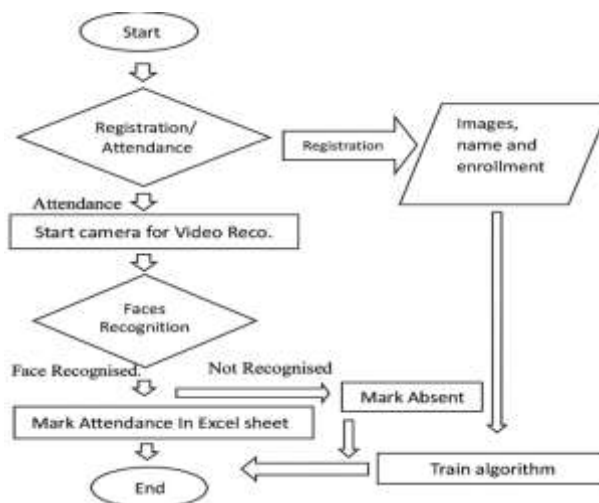 Start
Registration/
Attendance
Registration
Images,
name and
enrollment
Attendance
Start camera for Video Reco.
Faces
Recognition
Face Recognised.
Not Recognised
Mark Absent
Mark Attendance In Excel sheet
Train algorithm
End